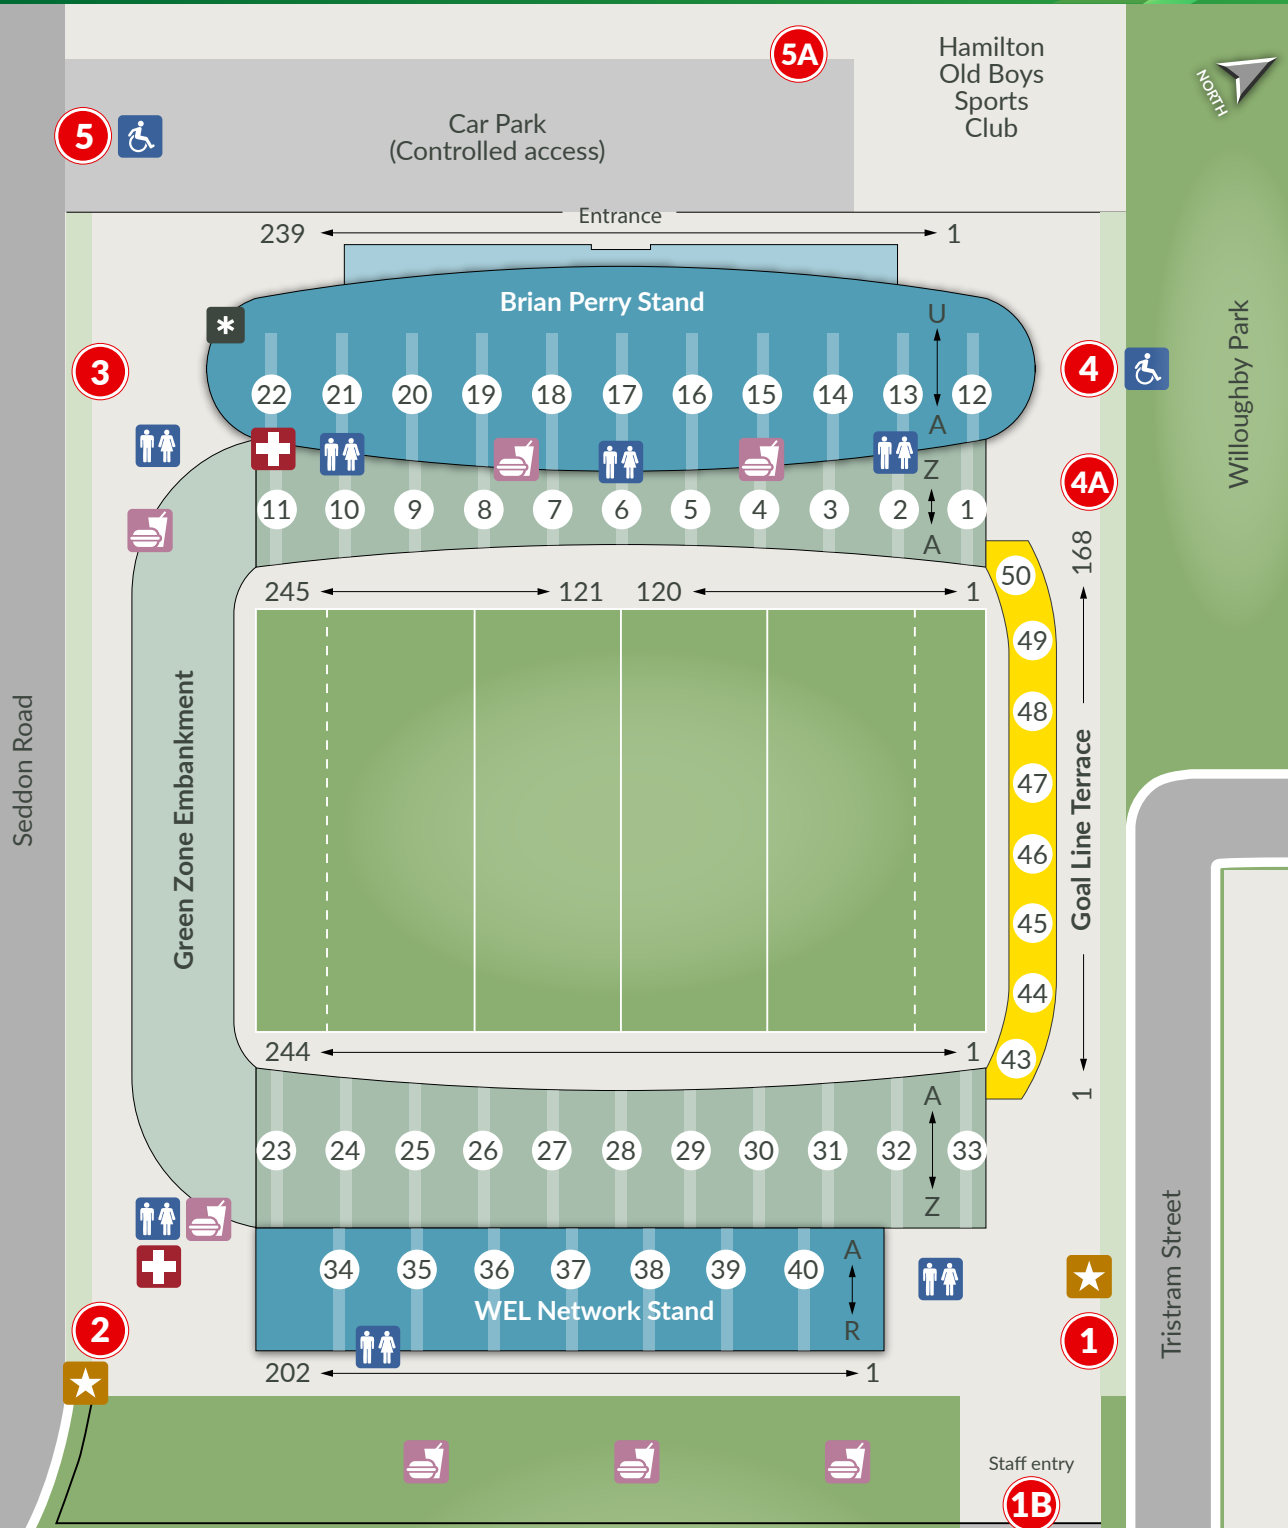 5A
Hamilton
Old Boys
Sports
Club
NORTH
5
Car Park
(Controlled access)
Entrance
239
1
Brian Perry Stand
*
U
3
4
22
21
20
19
18
17
16
15
14
13
12
A
Willoughby Park
Z
4A
11
10
9
8
7
6
5
4
3
2
1
A
168
50
245
121
120
1
49
48
47
46
45
44
43
Goal Line Terrace
1
Seddon Road
Green Zone Embankment
244
1
A
23
24
25
26
27
28
29
30
31
32
33
Z
34
35
36
37
38
39
40
A
WEL Network Stand
R
2
1
Tristram Street
202
1
Staff entry
1B